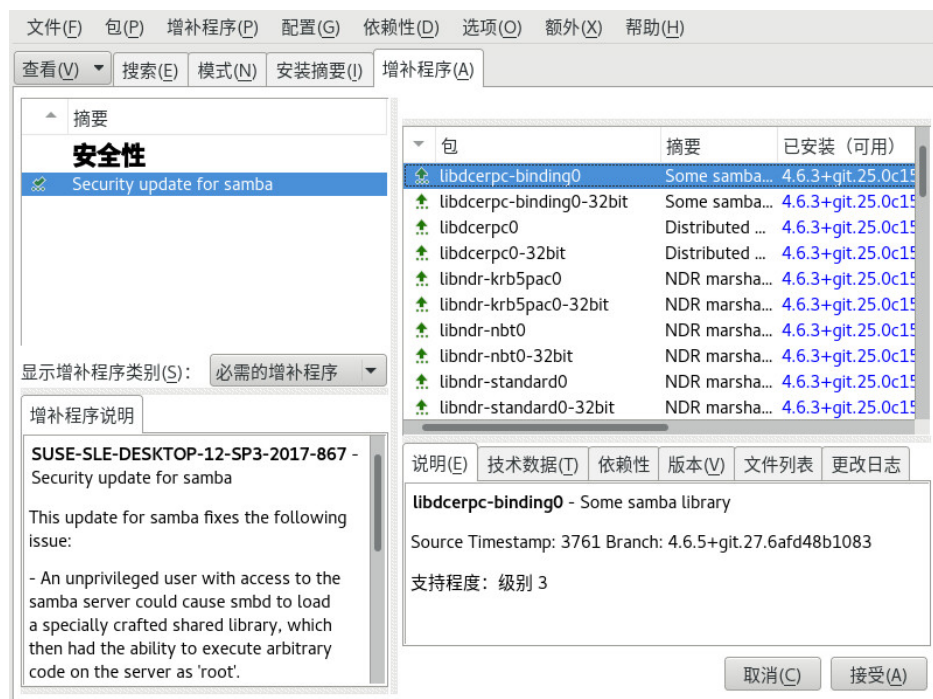 文件(F) 包(P) 增补程序(P) 配置(G) 依赖性(D) 选项(O) 额外(X) 帮助(H)
查看(V) 搜索(E) 模式(N) 安装摘要(I) 增补程序(A)
摘要
安全性
Security update for samba
显示增补程序类别(S)： 必需的增补程序
增补程序说明
SUSE-SLE-DESKTOP-12-SP3-2017-867 -
Security update for samba
This update for samba fixes the following
issue:
- An unprivileged user with access to the
samba server could cause smbd to load
a specially crafted shared library, which
then had the ability to execute arbitrary
code on the server as 'root'.
包 摘要 已安装（可用）
libdcerpc-binding0 Some samba... 4.6.3+git.25.0c15
libdcerpc-binding0-32bit Some samba... 4.6.3+git.25.0c15
libdcerpc0 Distributed ... 4.6.3+git.25.0c15
libdcerpc0-32bit Distributed ... 4.6.3+git.25.0c15
libndr-krb5pac0 NDR marsha... 4.6.3+git.25.0c15
libndr-krb5pac0-32bit NDR marsha... 4.6.3+git.25.0c15
libndr-nbt0 NDR marsha... 4.6.3+git.25.0c15
libndr-nbt0-32bit NDR marsha... 4.6.3+git.25.0c15
libndr-standard0 NDR marsha... 4.6.3+git.25.0c15
libndr-standard0-32bit NDR marsha... 4.6.3+git.25.0c15
说明(E) 技术数据(T) 依赖性 版本(V) 文件列表 更改日志
libdcerpc-binding0 - Some samba library
Source Timestamp: 3761 Branch: 4.6.5+git.27.6afd48b1083
支持程度：级别 3
取消(C) 接受(A)